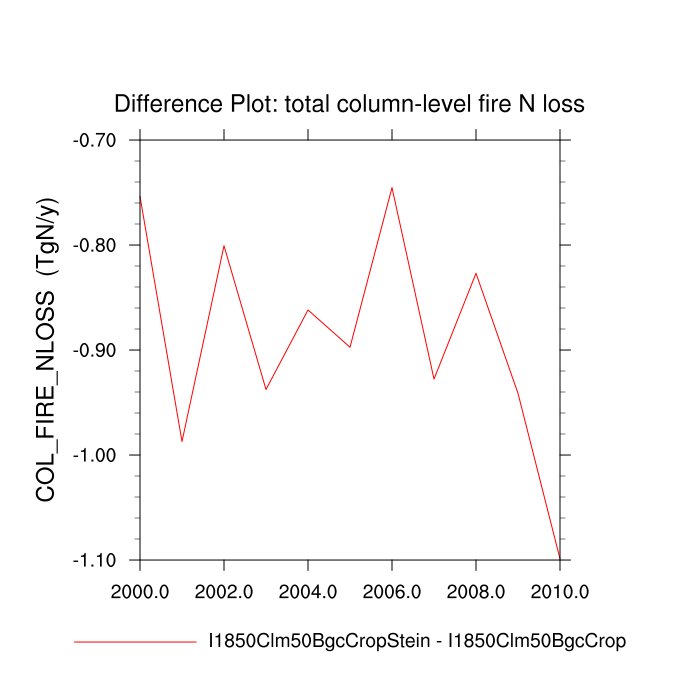 Difference Plot: total column-level fire N loss
COL_FIRE_NLOSS (TgN/y)
-0.70
-0.80
-0.90
-1.00
-1.10
2000.0 2002.0 2004.0 2006.0 2008.0 2010.0
I1850Clm50BgcCropStein - I1850Clm50BgcCrop